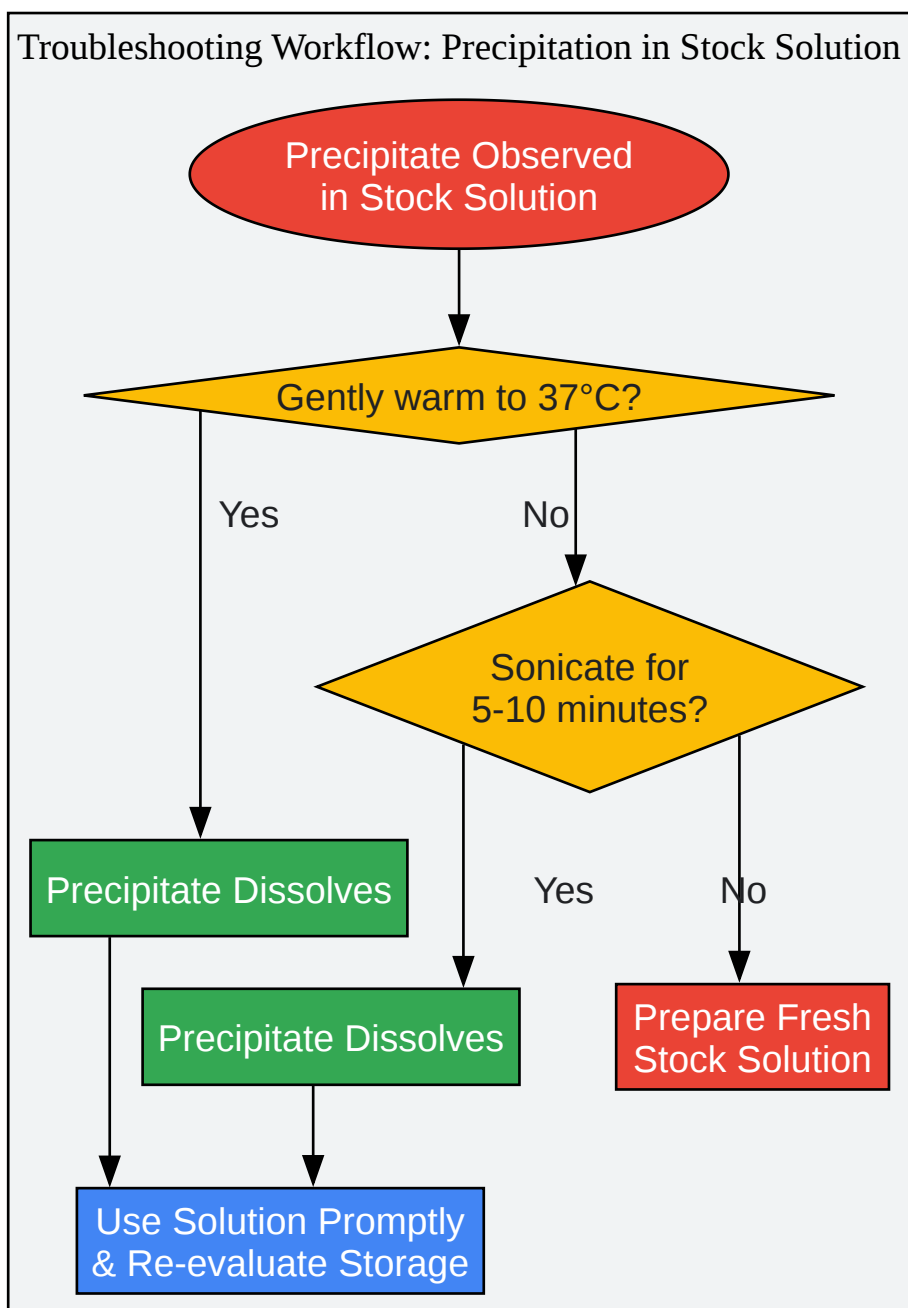 Troubleshooting Workflow: Precipitation in Stock Solution
Precipitate Observed
in Stock Solution
Gently warm to 37°C?
Yes
No
Sonicate for
5-10 minutes?
Precipitate Dissolves
Yes
No
Precipitate Dissolves
Prepare Fresh
Stock Solution
Use Solution Promptly
& Re-evaluate Storage